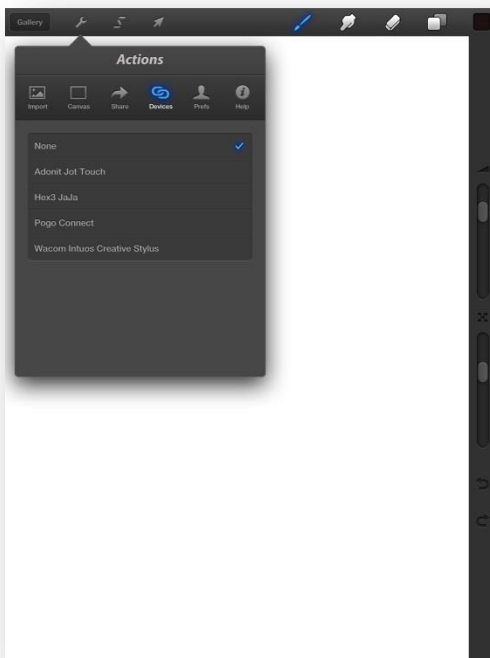 Gallery
Actions
Import Canvas Share Devices Prefs Help
None
Adonit Jot Touch
Hex3 JaJa
Pogo Connect
Wacom Intuos Creative Stylus